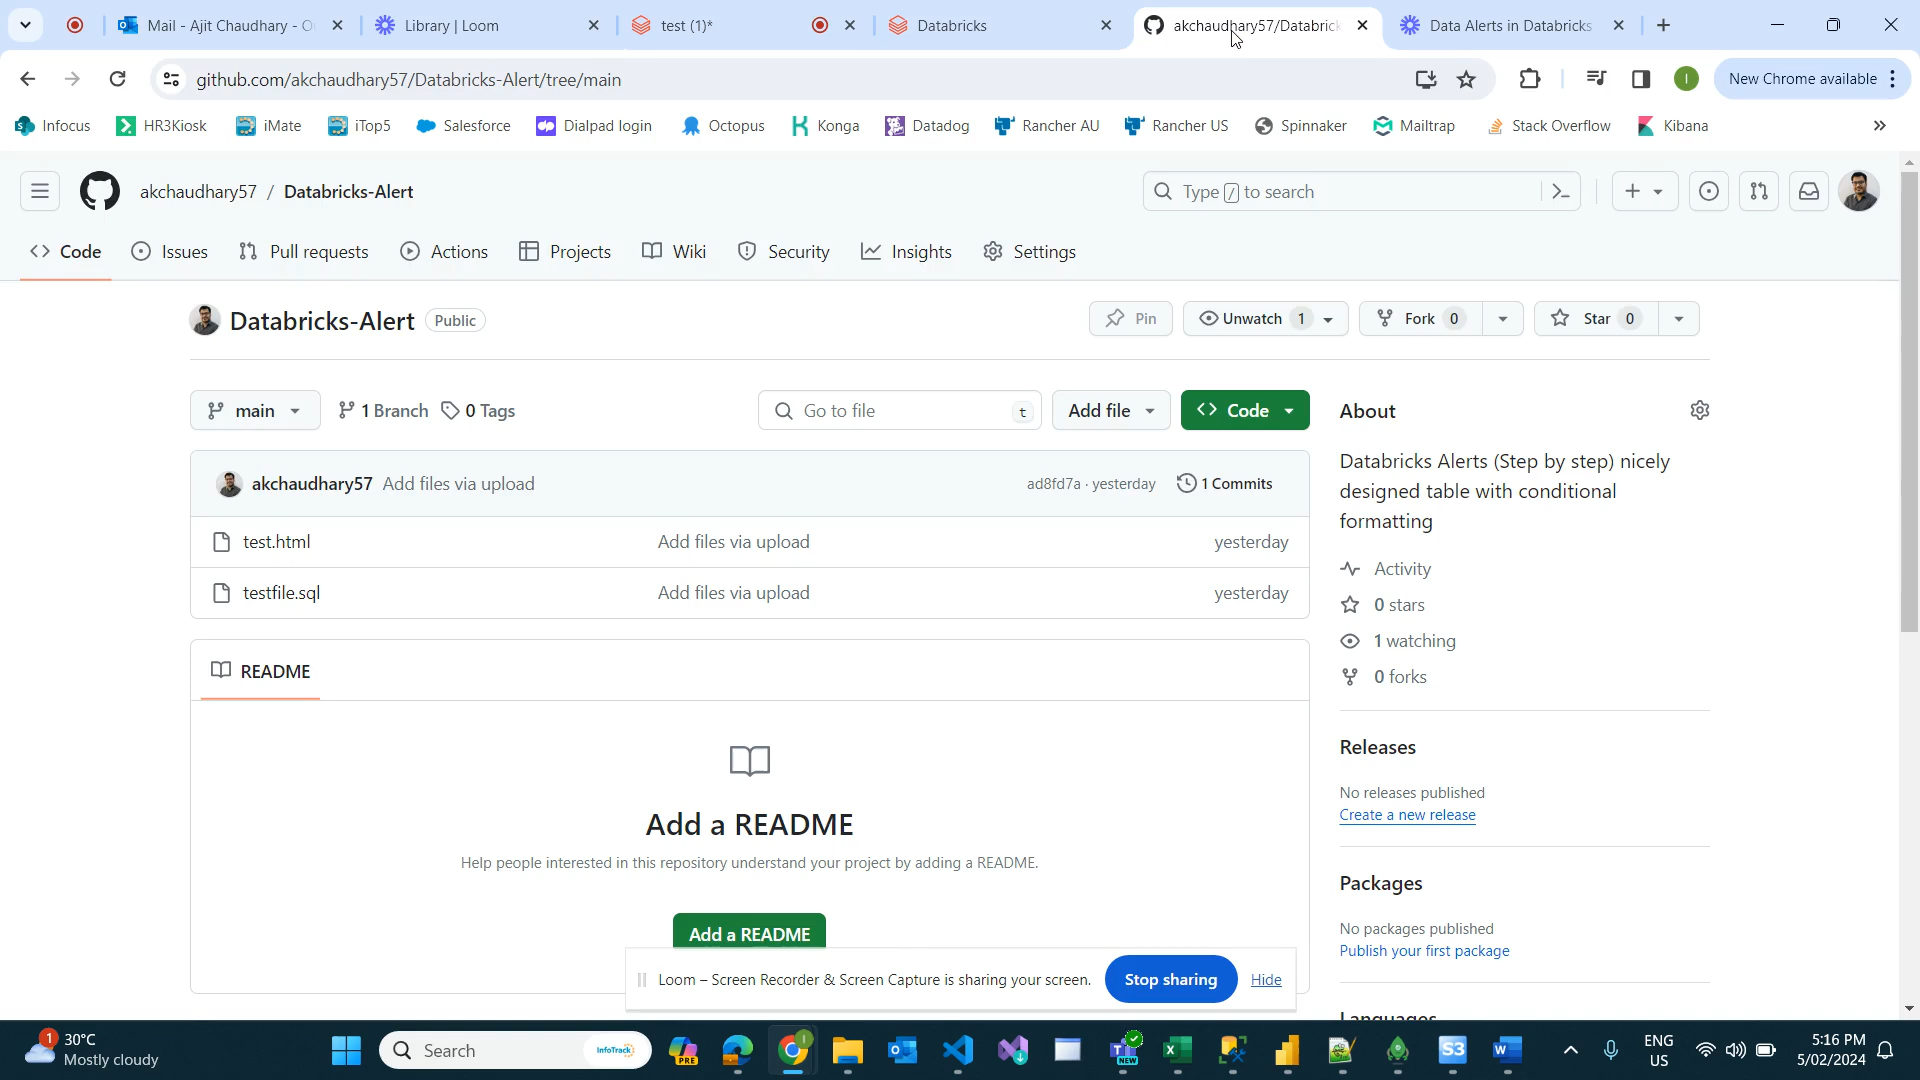 Mail - Ajit Chaudhary - O
Library | Loom
test (1)*
Databricks
akchaudhary57/Databrick
Data Alerts in Databricks
github.com/akchaudhary57/Databricks-Alert/tree/main
I
New Chrome available
Infocus
HR3Kiosk
iMate
iTop5
Salesforce
Dialpad login
Octopus
Konga
Datadog
Rancher AU
Rancher US
Spinnaker
Mailtrap
Stack Overflow
Kibana
akchaudhary57 / Databricks-Alert
Type / to search
Code
Issues
Pull requests
Actions
Projects
Wiki
Security
Insights
Settings
Databricks-Alert
Public
Pin
Unwatch 1
Fork 0
Star 0
main
1 Branch
0 Tags
Go to file
t
Add file
Code
About
Databricks Alerts (Step by step) nicely
designed table with conditional
formatting
akchaudhary57 Add files via upload
ad8fd7a · yesterday
1 Commits
test.html
Add files via upload
yesterday
testfile.sql
Add files via upload
yesterday
Activity
0 stars
1 watching
0 forks
README
Add a README
Help people interested in this repository understand your project by adding a README.
Add a README
Releases
No releases published
Create a new release
Packages
No packages published
Publish your first package
Languages
Loom – Screen Recorder & Screen Capture is sharing your screen.
Stop sharing
Hide
1
30°C
Mostly cloudy
Search
InfoTrack
PRE
NEW
S3
ENG
US
5:16 PM
5/02/2024